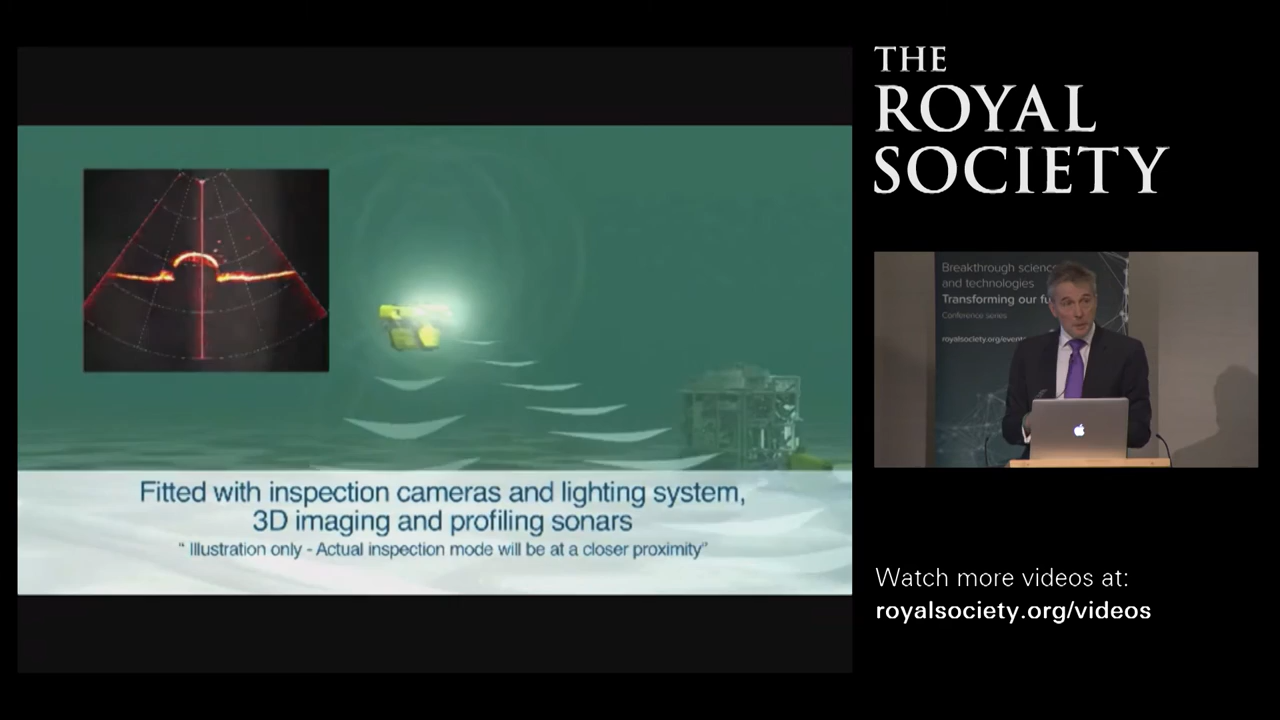 Fitted with inspection cameras and lighting system,
3D imaging and profiling sonars
“ Illustration only - Actual inspection mode will be at a closer proximity”
THE
ROYAL
SOCIETY
Breakthrough science
and technologies
Transforming our fu
Conference series
royalsociety.org/events
Watch more videos at:
royalsociety.org/videos